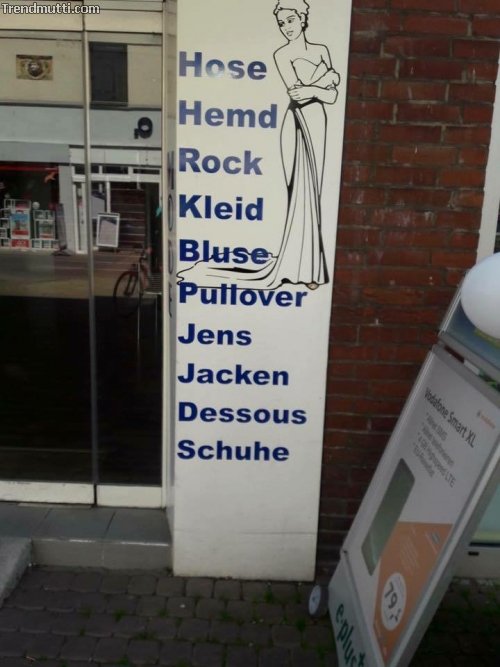 Trendmutti.com
Hose
Hemd
Rock
Kleid
Bluse
Pullover
Jens
Jacken
Dessous
Schuhe
Vodafone Smart XL
79,-
e-plus